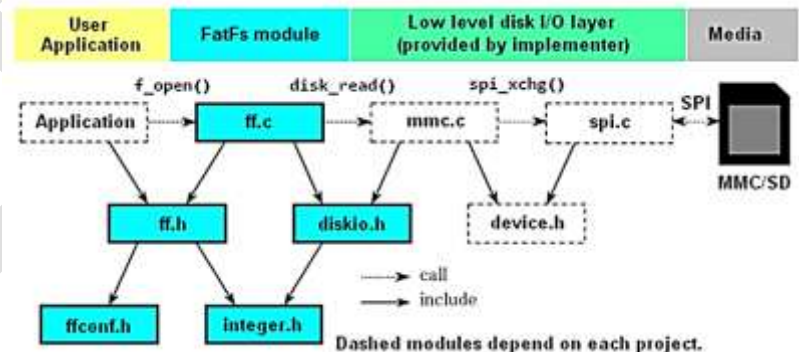 User
Application
FatFs module
Low level disk I/O layer
(provided by implementer)
Media
f_open()
disk_read()
spi_xchg()
Application
ff.c
mmc.c
spi.c
SPI
MMC/SD
ff.h
diskio.h
device.h
call
include
ffconf.h
integer.h
Dashed modules depend on each project.